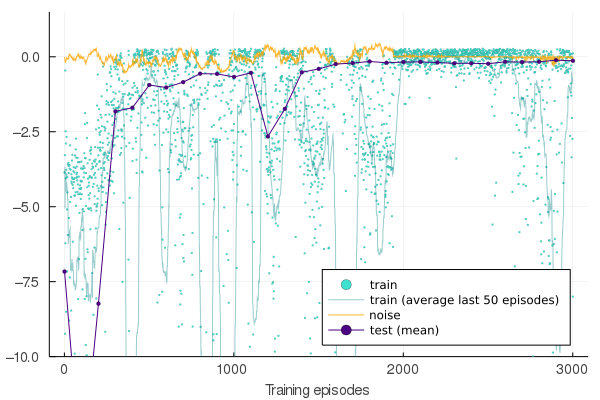 0.0
−2.5
−5.0
−7.5
−10.0
0
1000
2000
3000
Training episodes
train
train (average last 50 episodes)
noise
test (mean)